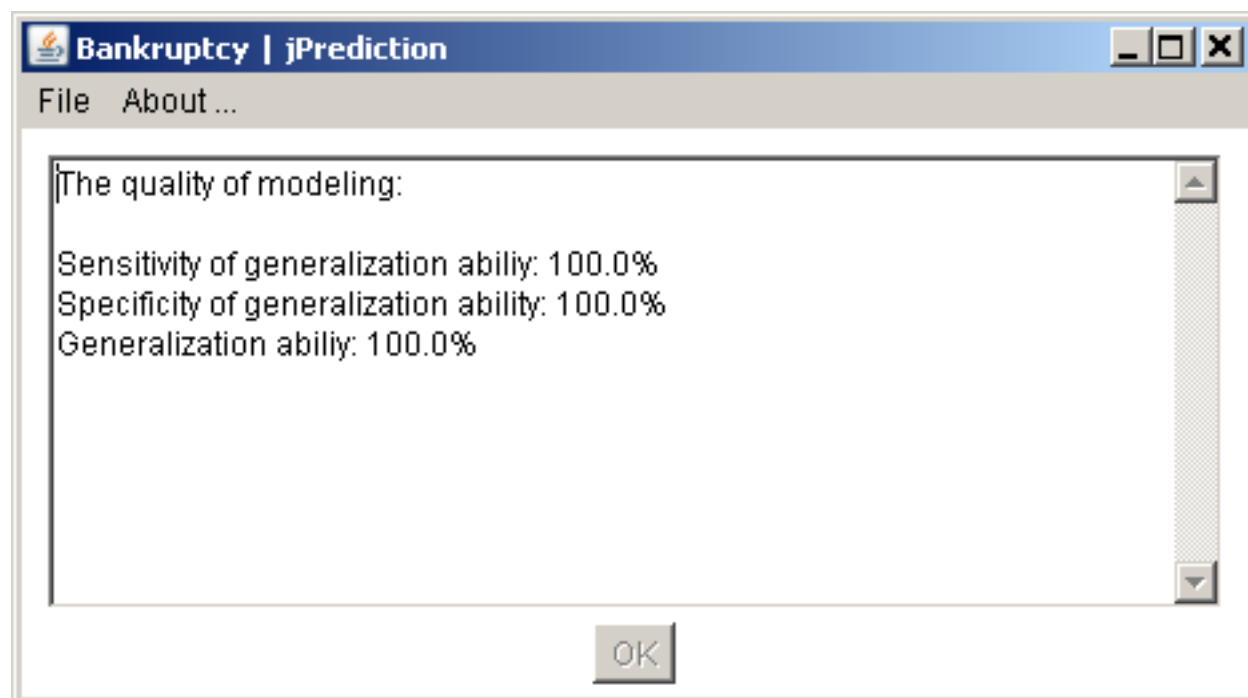 Bankruptcy | jPrediction
File About ...
The quality of modeling:
Sensitivity of generalization abiliy: 100.0%
Specificity of generalization ability: 100.0%
Generalization abiliy: 100.0%
OK